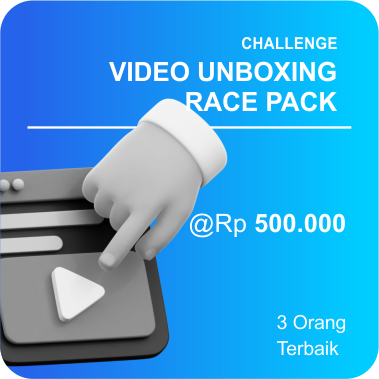 CHALLENGE
VIDEO UNBOXING
RACE PACK
@Rp 500.000
3 Orang
Terbaik